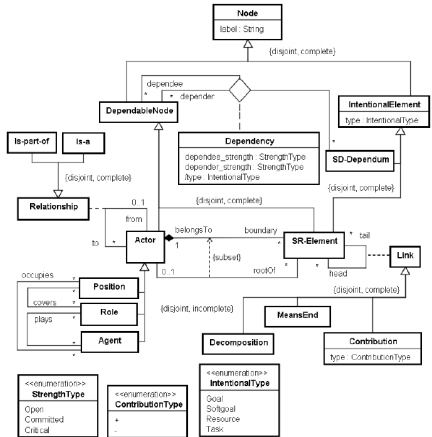 Node
label : String
{disjoint, complete}
dependee
*
* depender
DependableNode
IntentionalElement
type : IntentionalType
Is-part-of
Is-a
Dependency
dependee_strength : StrengthType
depender_strength : StrengthType
/type : IntentionalType
*
SD-Dependum
{disjoint, complete}
{disjoint, complete}
Relationship
0..1
from
{disjoint, complete}
to
*
Actor
belongsTo
1
boundary
*
SR-Element
*
tail
Link
{subset}
0..1
rootOf
*
head
*
occupies
*
Position
{disjoint, complete}
covers
*
*
Role
{disjoint, incomplete}
plays
*
*
Agent
*
Decomposition
MeansEnd
Contribution
type : ContributionType
<<enumeration>>
StrengthType
Open
Committed
Critical
<<enumeration>>
ContributionType
+
-
<<enumeration>>
IntentionalType
Goal
Softgoal
Resource
Task